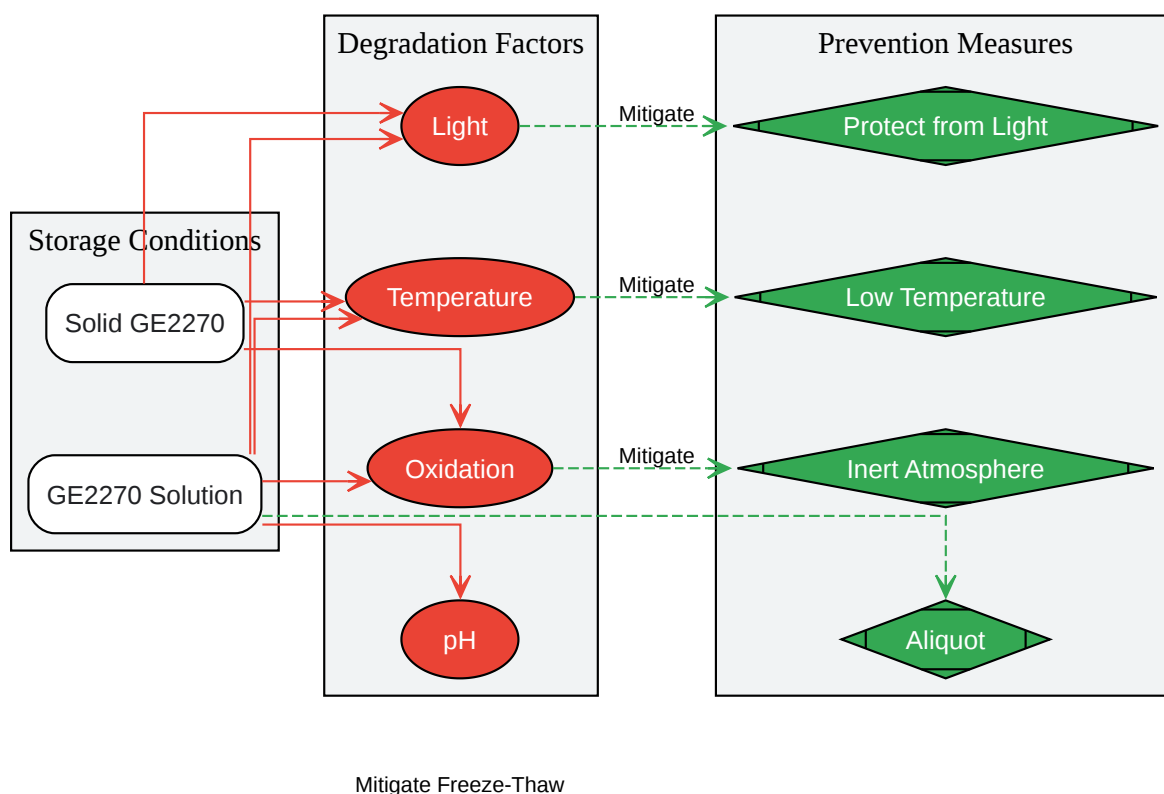 Degradation Factors
Prevention Measures
Light
Mitigate
Protect from Light
Storage Conditions
Solid GE2270
Temperature
Mitigate
Low Temperature
GE2270 Solution
Oxidation
Mitigate
Inert Atmosphere
pH
Aliquot
Mitigate Freeze-Thaw